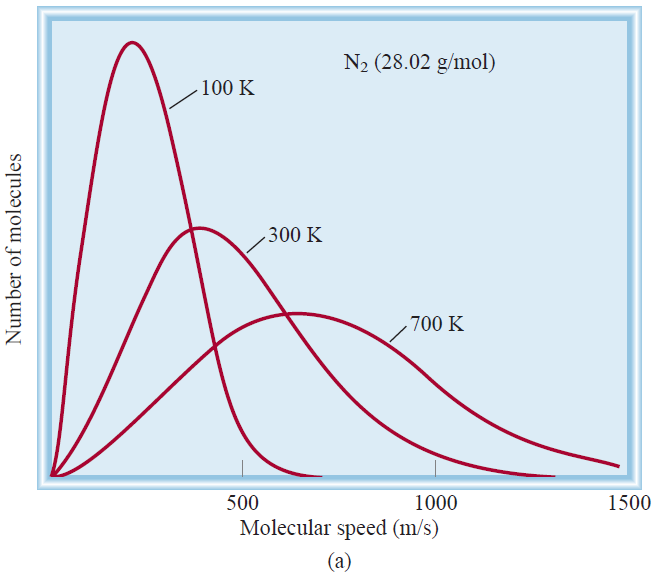 N₂ (28.02 g/mol)
100 K
300 K
700 K
Number of molecules
500
1000
1500
Molecular speed (m/s)
(a)